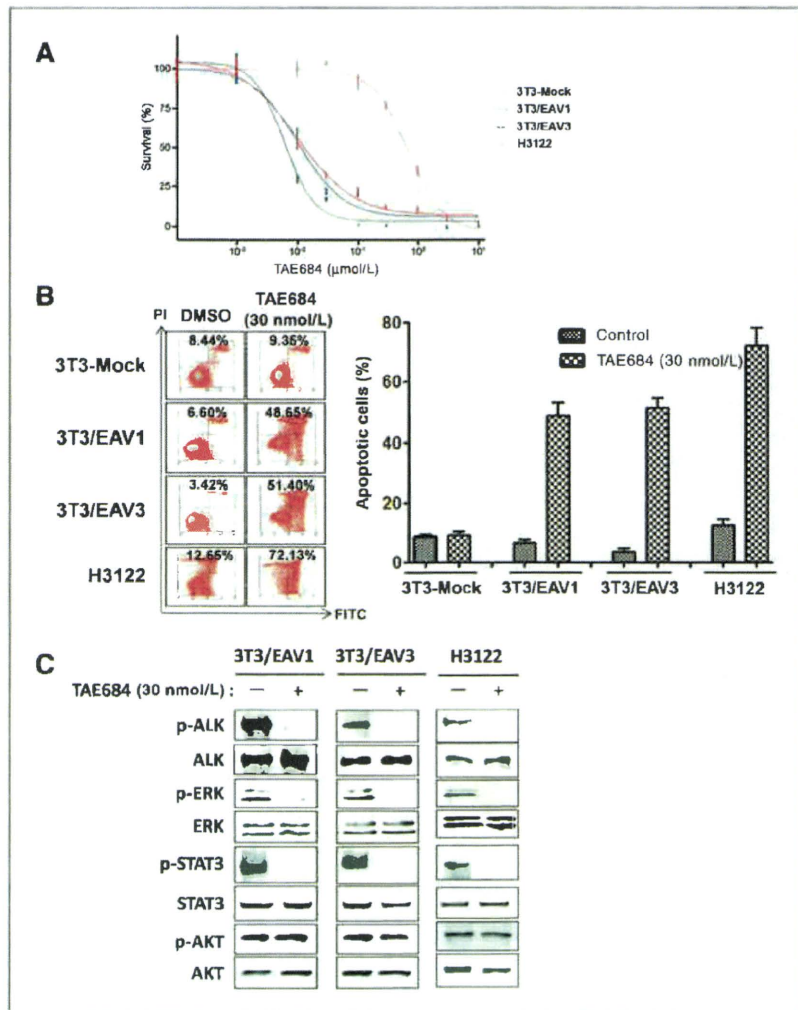 A
100
75
50
25
0
Survival (%)
10⁻³ 10⁻² 10⁻¹ 10⁰ 10¹
TAE684 (μmol/L)
3T3-Mock
3T3/EAV1
3T3/EAV3
H3122
B
PI DMSO TAE684
(30 nmol/L)
3T3-Mock 8.44% 9.35%
3T3/EAV1 6.60% 48.65%
3T3/EAV3 3.42% 51.40%
H3122 12.65% 72.13%
FITC
80
60
40
20
0
Apoptotic cells (%)
Control
TAE684 (30 nmol/L)
3T3-Mock 3T3/EAV1 3T3/EAV3 H3122
C
3T3/EAV1 3T3/EAV3 H3122
TAE684 (30 nmol/L) : — + — + — +
p-ALK
ALK
p-ERK
ERK
p-STAT3
STAT3
p-AKT
AKT